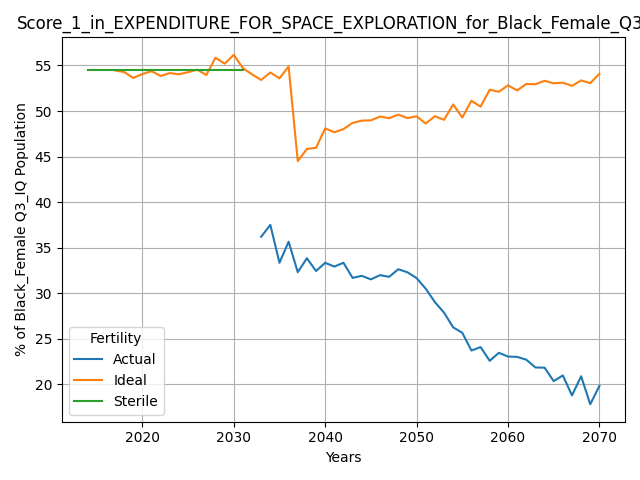 Score_1_in_EXPENDITURE_FOR_SPACE_EXPLORATION_for_Black_Female_Q3
% of Black_Female Q3_IQ Population
55
50
45
40
35
30
25
20
Fertility
Actual
Ideal
Sterile
2020 2030 2040 2050 2060 2070
Years